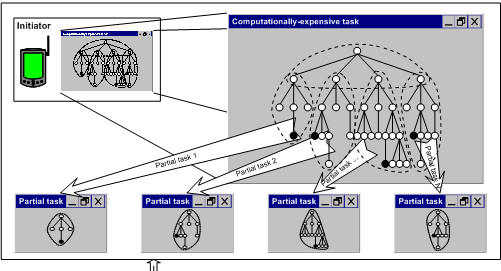 Initiator
Computationally-expensive task
Partial task 1
Partial task 2
Partial task ... i
Partial task N
Partial task
Partial task
Partial task
Partial task